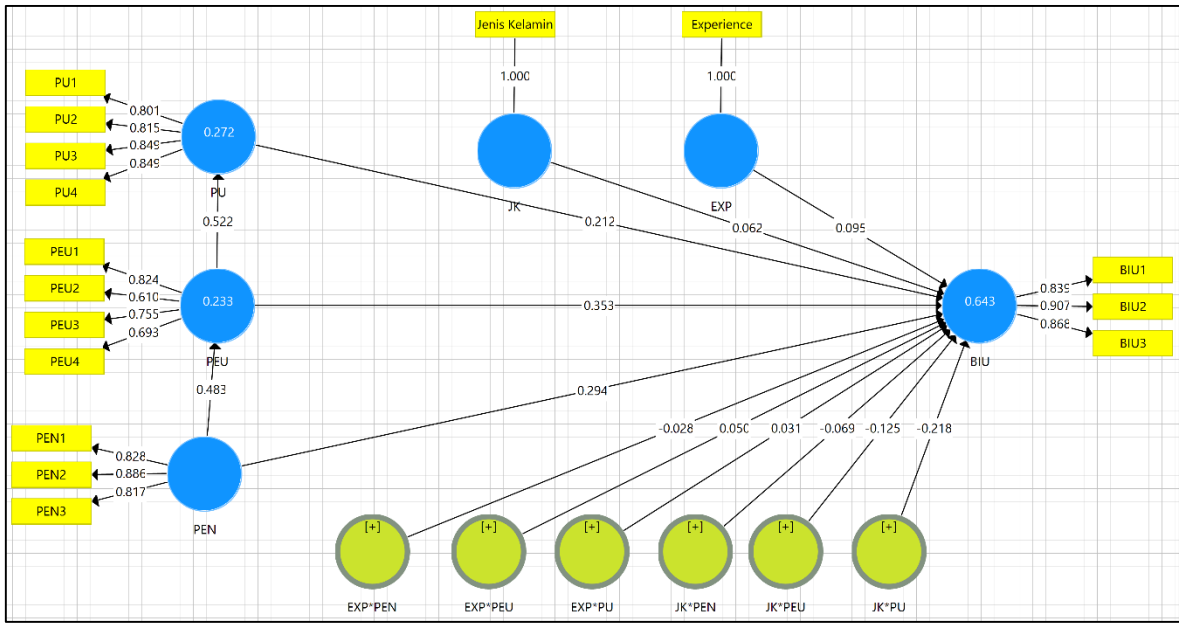 Jenis Kelamin
Experience
1.000
1.000
PU1
PU2
PU3
PU4
0.801
0.815
0.849
0.849
0.272
PU
JK
EXP
0.522
0.212
0.062
0.095
PEU1
PEU2
PEU3
PEU4
0.824
0.610
0.755
0.693
0.233
PEU
0.353
0.643
BIU
0.839
0.907
0.868
BIU1
BIU2
BIU3
0.483
0.294
PEN1
PEN2
PEN3
0.828
0.886
0.817
PEN
-0.028
0.050
0.031
-0.069
-0.125
-0.218
[+]
[+]
[+]
[+]
[+]
[+]
EXP*PEN
EXP*PEU
EXP*PU
JK*PEN
JK*PEU
JK*PU